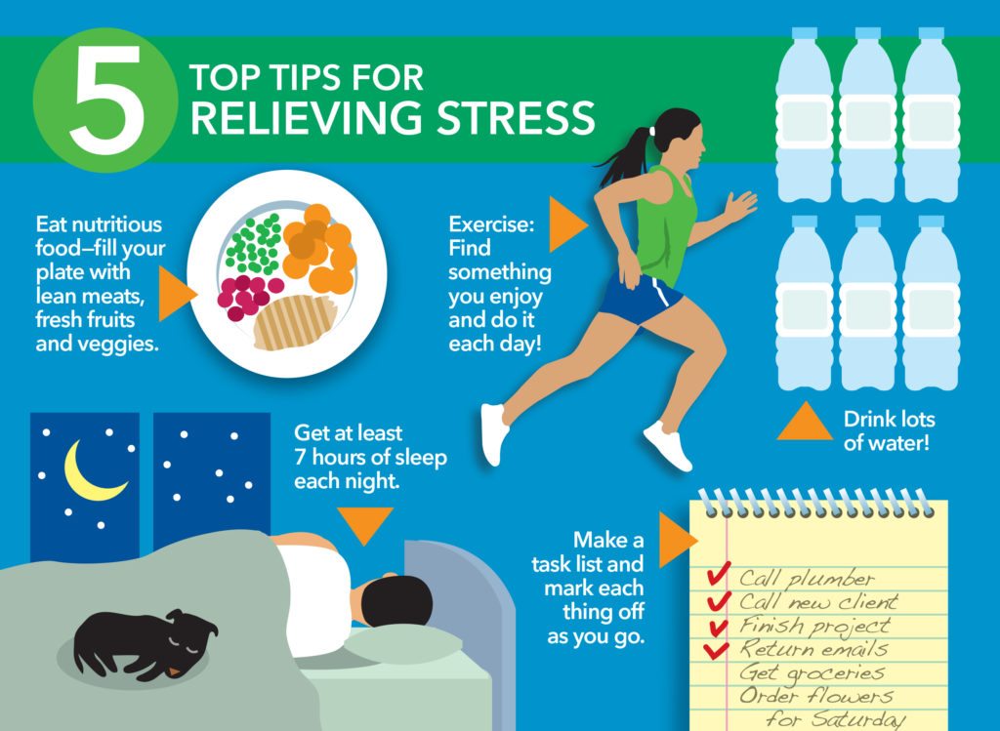 5
TOP TIPS FOR
RELIEVING STRESS
Eat nutritious
food—fill your
plate with
lean meats,
fresh fruits
and veggies.
Exercise:
Find
something
you enjoy
and do it
each day!
Drink lots
of water!
Get at least
7 hours of sleep
each night.
Make a
task list and
mark each
thing off
as you go.
Call plumber
Call new client
Finish project
Return emails
Get groceries
Order flowers
for Saturday